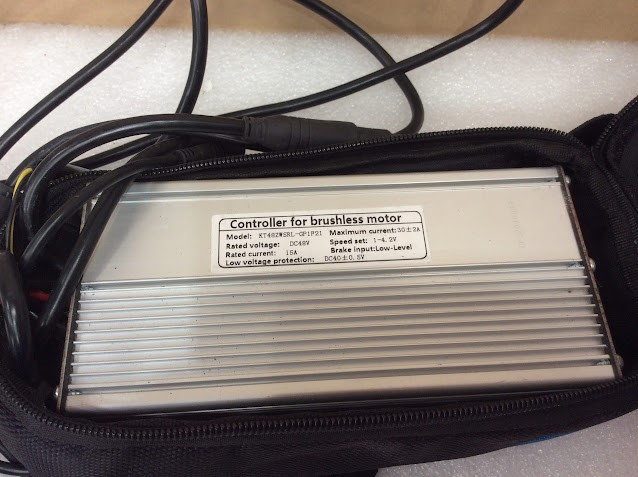 Controller for brushless motor
Model: KT48ZWSRL-GP1P21 Maximum current:30±2A
Rated voltage: DC48V Speed set: 1-4.2V
Rated current: 15A Brake input:Low-Level
Low voltage protection: DC40±0.5V